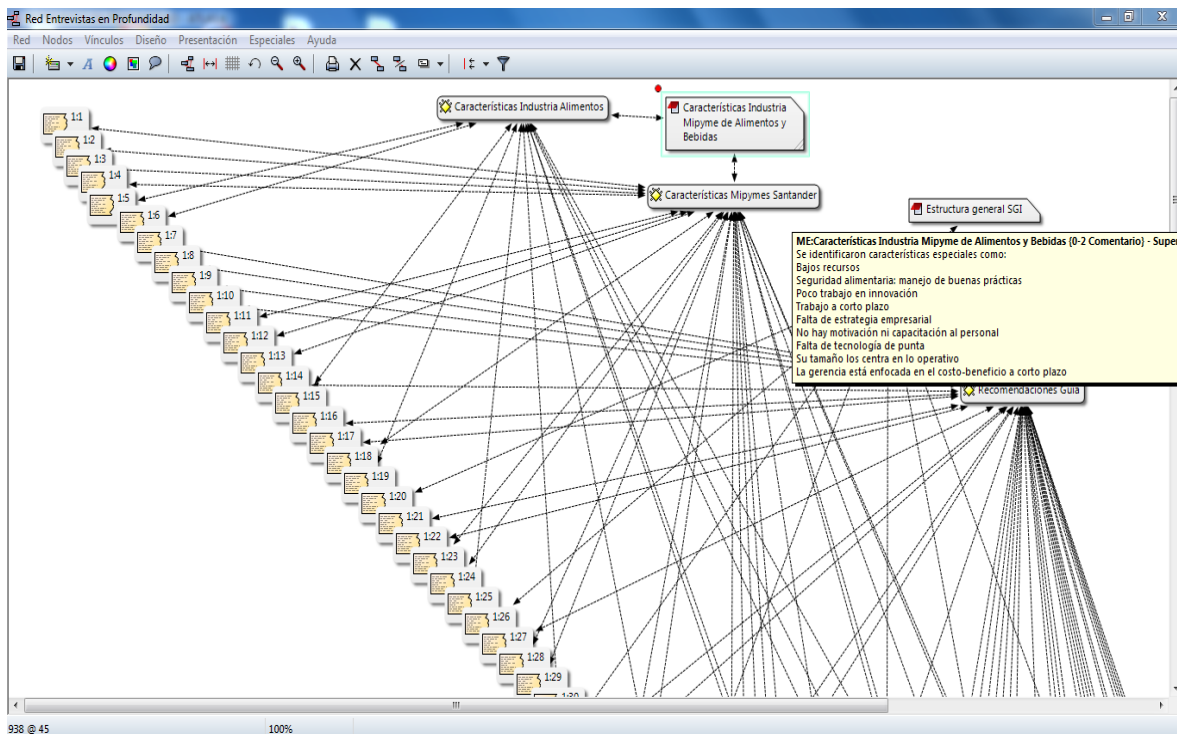 Red Entrevistas en Profundidad
Red Nodos Vínculos Diseño Presentación Especiales Ayuda
Características Industria Alimentos
Características Industria
Mipyme de Alimentos y
Bebidas
Características Mipymes Santander
Estructura general SGI
ME:Características Industria Mipyme de Alimentos y Bebidas {0-2 Comentario} - Super
Se identificaron características especiales como:
Bajos recursos
Seguridad alimentaria: manejo de buenas prácticas
Poco trabajo en innovación
Trabajo a corto plazo
Falta de estrategia empresarial
No hay motivación ni capacitación al personal
Falta de tecnología de punta
Su tamaño los centra en lo operativo
La gerencia está enfocada en el costo-beneficio a corto plazo
Recomendaciones Guía
1:1
1:2
1:3
1:4
1:5
1:6
1:7
1:8
1:9
1:10
1:11
1:12
1:13
1:14
1:15
1:16
1:17
1:18
1:19
1:20
1:21
1:22
1:23
1:24
1:25
1:26
1:27
1:28
1:29
1:30
938 @ 45
100%